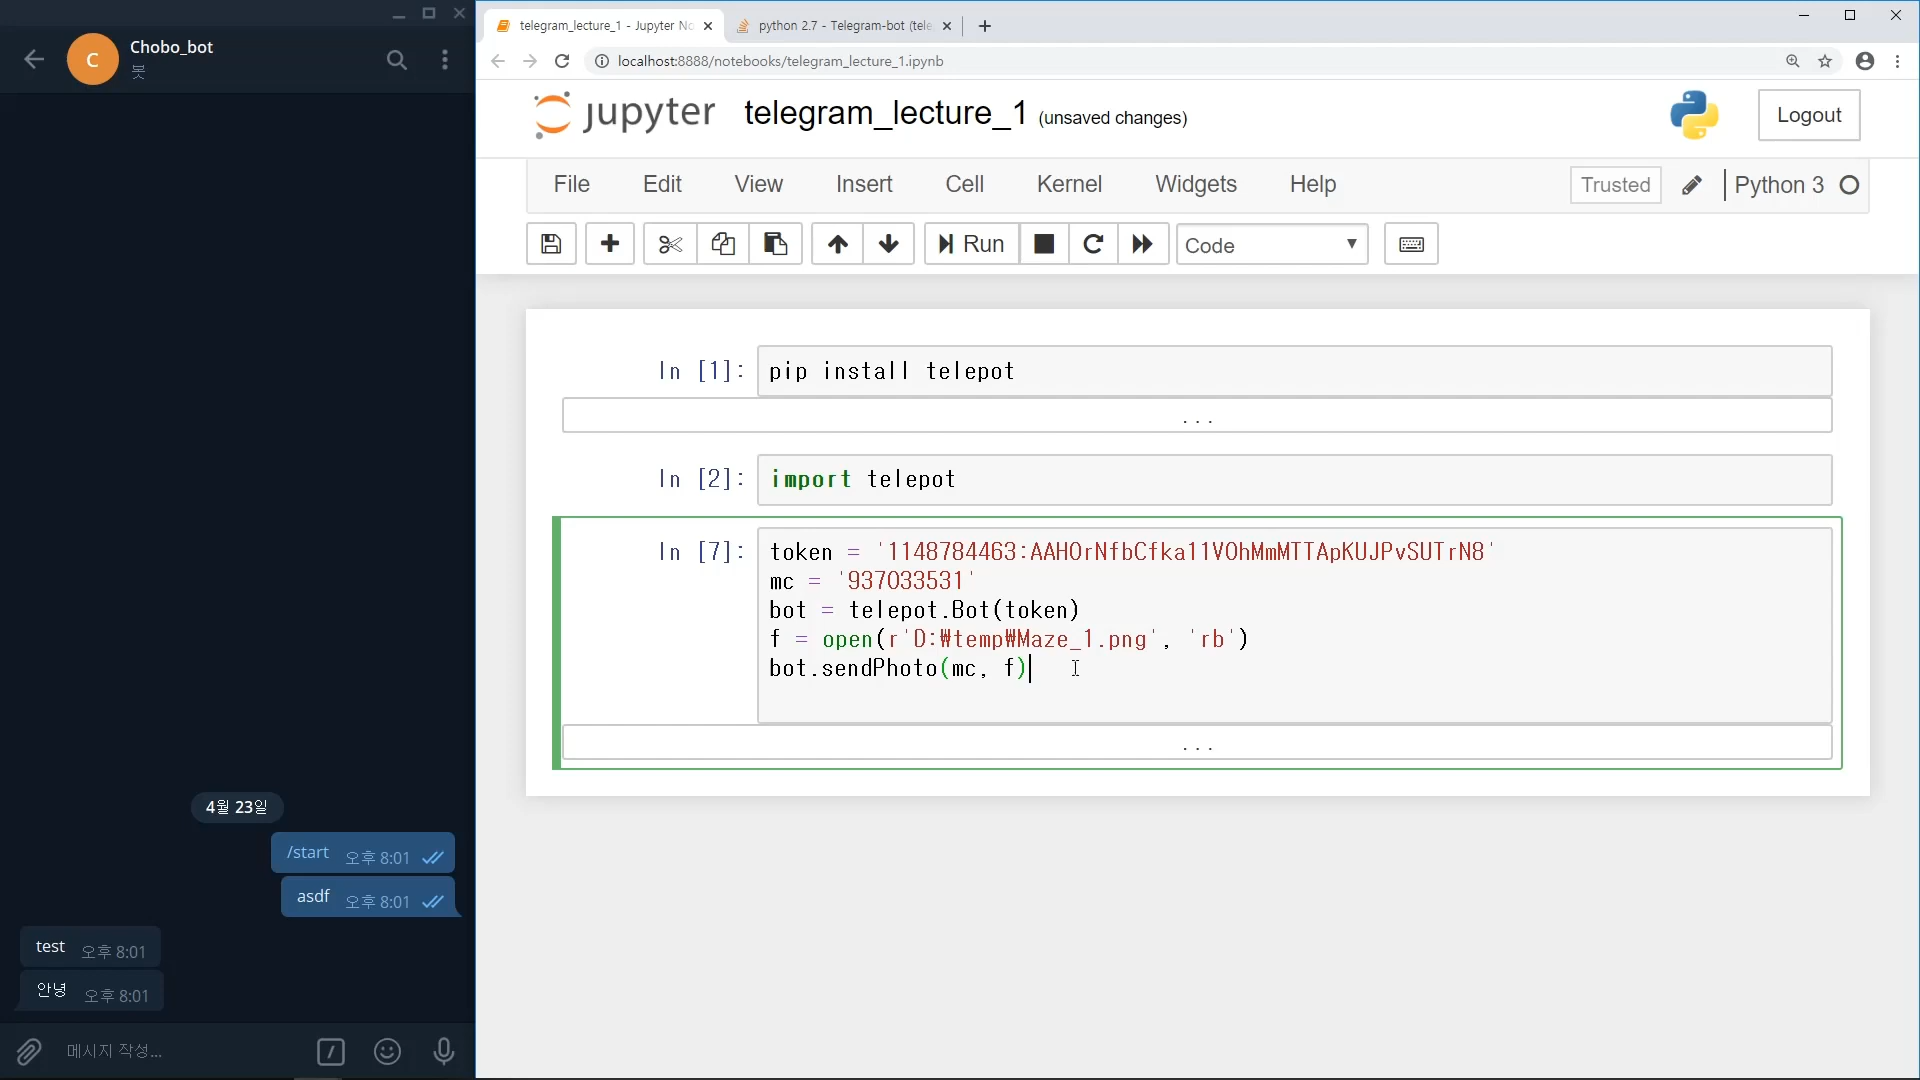 C
Chobo_bot
봇
4월 23일
/start 오후 8:01
asdf 오후 8:01
test 오후 8:01
안녕 오후 8:01
메시지 작성...
telegram_lecture_1 - Jupyter No
python 2.7 - Telegram-bot (tele
localhost:8888/notebooks/telegram_lecture_1.ipynb
jupyter telegram_lecture_1 (unsaved changes)
Logout
File Edit View Insert Cell Kernel Widgets Help
Trusted Python 3
Run
Code
In [1]: pip install telepot
...
In [2]: import telepot
In [7]: token = '1148784463:AAHOrNfbCfka11VOhMmMTTApKUJPvSUTrN8'
mc = '937033531'
bot = telepot.Bot(token)
f = open(r'D:₩temp₩Maze_1.png', 'rb')
bot.sendPhoto(mc, f)
...